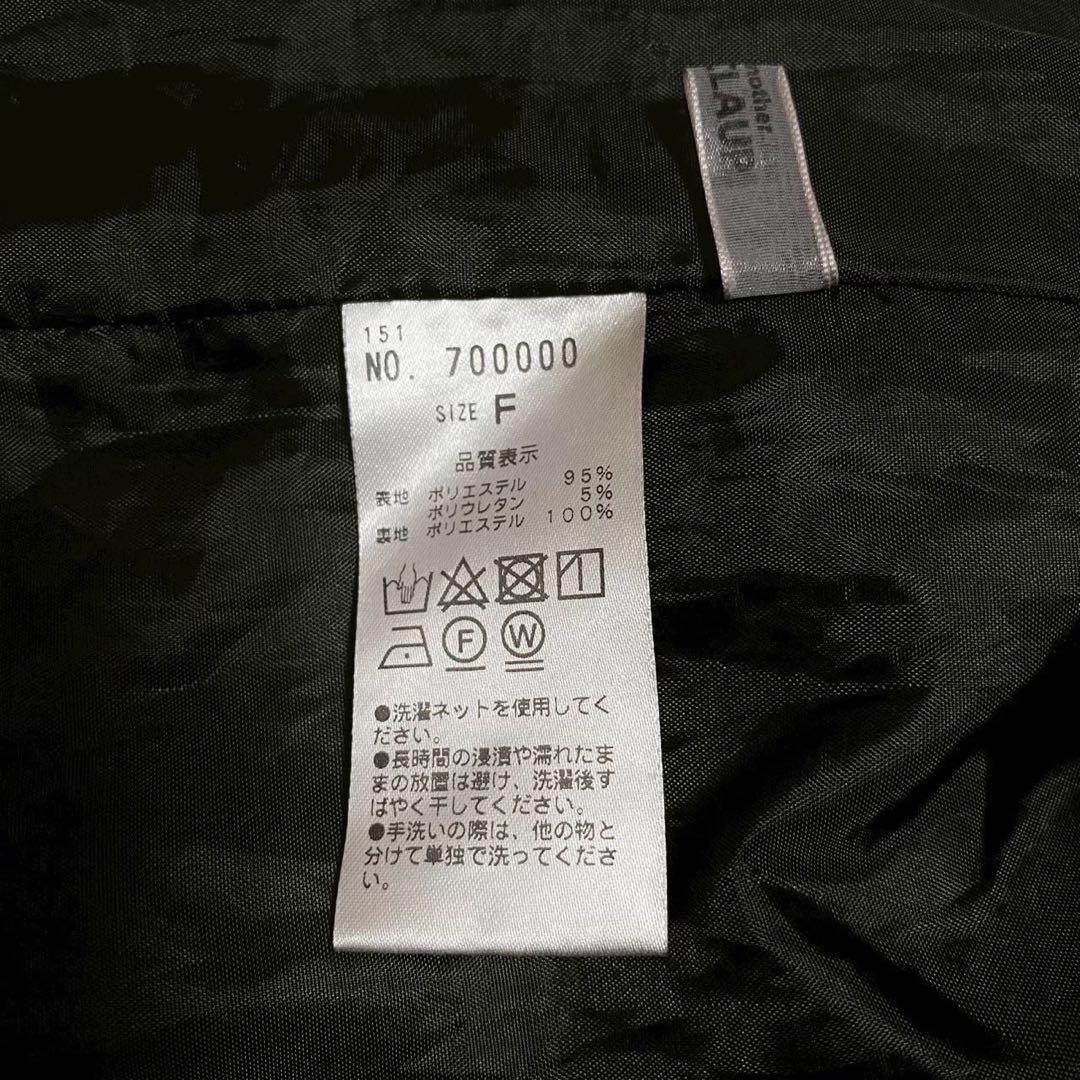 nother
CLAUP
151
NO. 700000
SIZE F
品質表示
表地 ポリエステル 95%
ポリウレタン 5%
裏地 ポリエステル 100%
F W
●洗濯ネットを使用してく
ださい。
●長時間の浸漬や濡れたま
まの放置は避け、洗濯後す
ばやく干してください。
●手洗いの際は、他の物と
分けて単独で洗ってくださ
い。